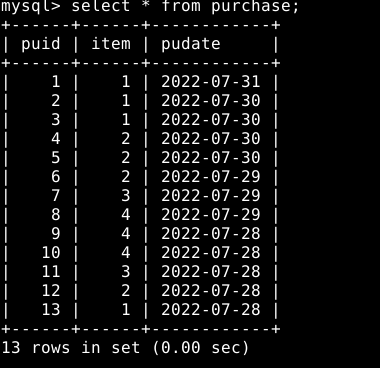 mysql> select * from purchase;
+------+------+------------+
| puid | item | pudate     |
+------+------+------------+
|    1 |    1 | 2022-07-31 |
|    2 |    1 | 2022-07-30 |
|    3 |    1 | 2022-07-30 |
|    4 |    2 | 2022-07-30 |
|    5 |    2 | 2022-07-30 |
|    6 |    2 | 2022-07-29 |
|    7 |    3 | 2022-07-29 |
|    8 |    4 | 2022-07-29 |
|    9 |    4 | 2022-07-28 |
|   10 |    4 | 2022-07-28 |
|   11 |    3 | 2022-07-28 |
|   12 |    2 | 2022-07-28 |
|   13 |    1 | 2022-07-28 |
+------+------+------------+
13 rows in set (0.00 sec)